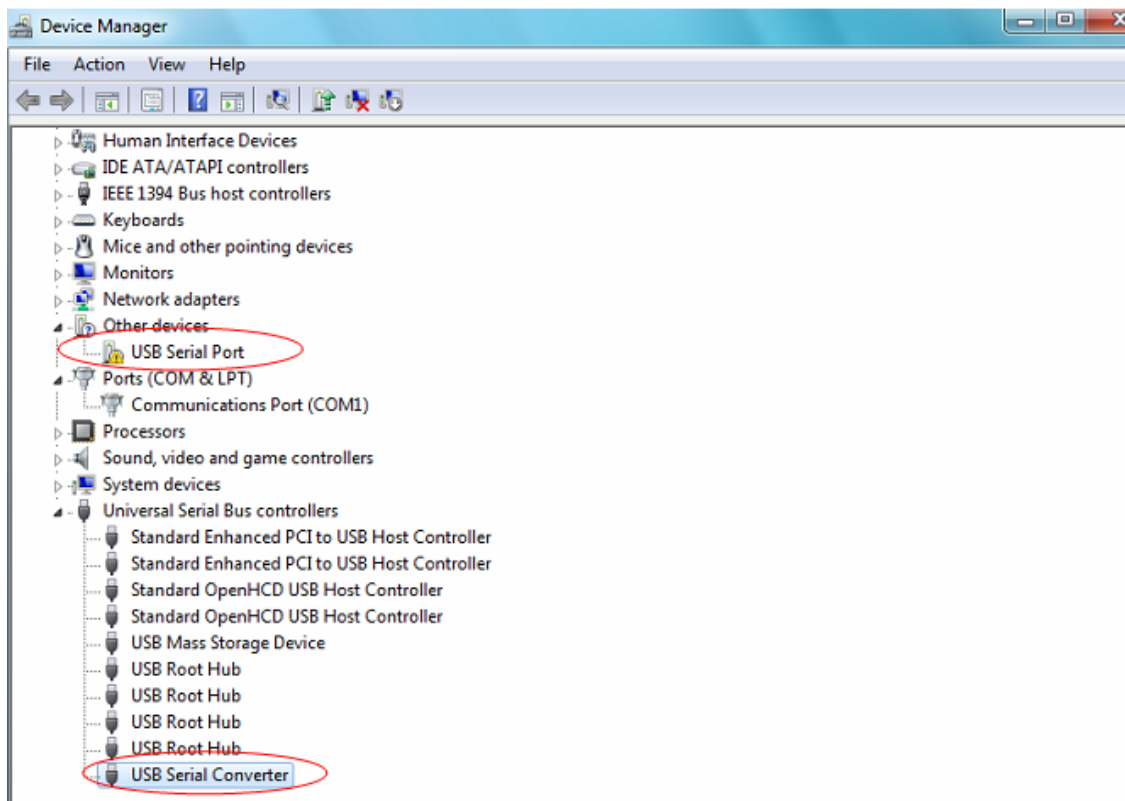 Device Manager
File Action View Help
Human Interface Devices
IDE ATA/ATAPI controllers
IEEE 1394 Bus host controllers
Keyboards
Mice and other pointing devices
Monitors
Network adapters
Other devices
USB Serial Port
Ports (COM & LPT)
Communications Port (COM1)
Processors
Sound, video and game controllers
System devices
Universal Serial Bus controllers
Standard Enhanced PCI to USB Host Controller
Standard Enhanced PCI to USB Host Controller
Standard OpenHCD USB Host Controller
Standard OpenHCD USB Host Controller
USB Mass Storage Device
USB Root Hub
USB Root Hub
USB Root Hub
USB Root Hub
USB Serial Converter